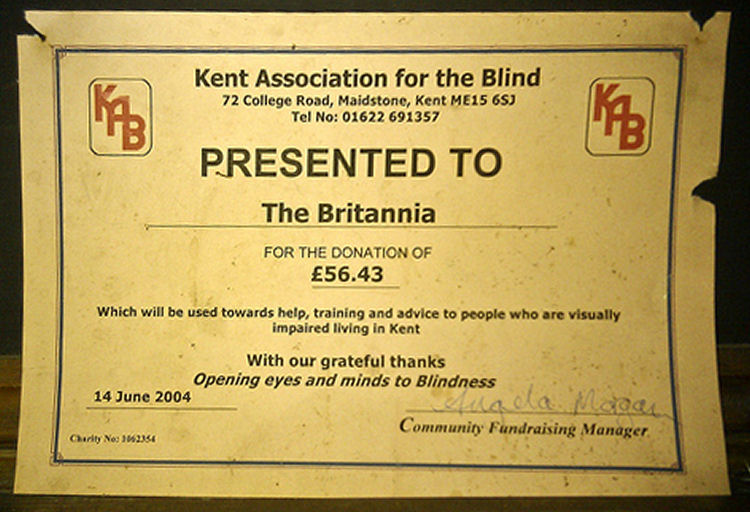 Kent Association for the Blind
72 College Road, Maidstone, Kent ME15 6SJ
Tel No: 01622 691357
KAB
KAB
PRESENTED TO
The Britannia
FOR THE DONATION OF
£56.43
Which will be used towards help, training and advice to people who are visually
impaired living in Kent
With our grateful thanks
Opening eyes and minds to Blindness
14 June 2004
Angela
Community Fundraising Manager
Charity No: 1062354